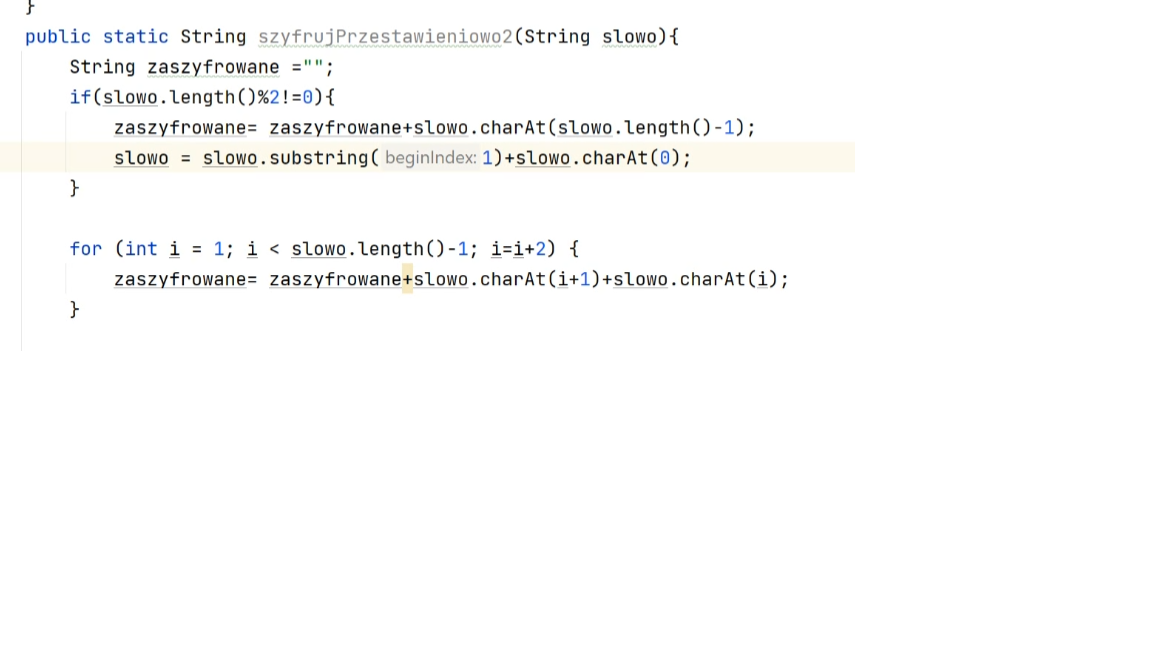 }
public static String szyfrujPrzestawieniowo2(String slowo){
String zaszyfrowane ="";
if(slowo.length()%2!=0){
zaszyfrowane= zaszyfrowane+slowo.charAt(slowo.length()-1);
slowo = slowo.substring( beginIndex: 1)+slowo.charAt(0);
}
for (int i = 1; i < slowo.length()-1; i=i+2) {
zaszyfrowane= zaszyfrowane+slowo.charAt(i+1)+slowo.charAt(i);
}